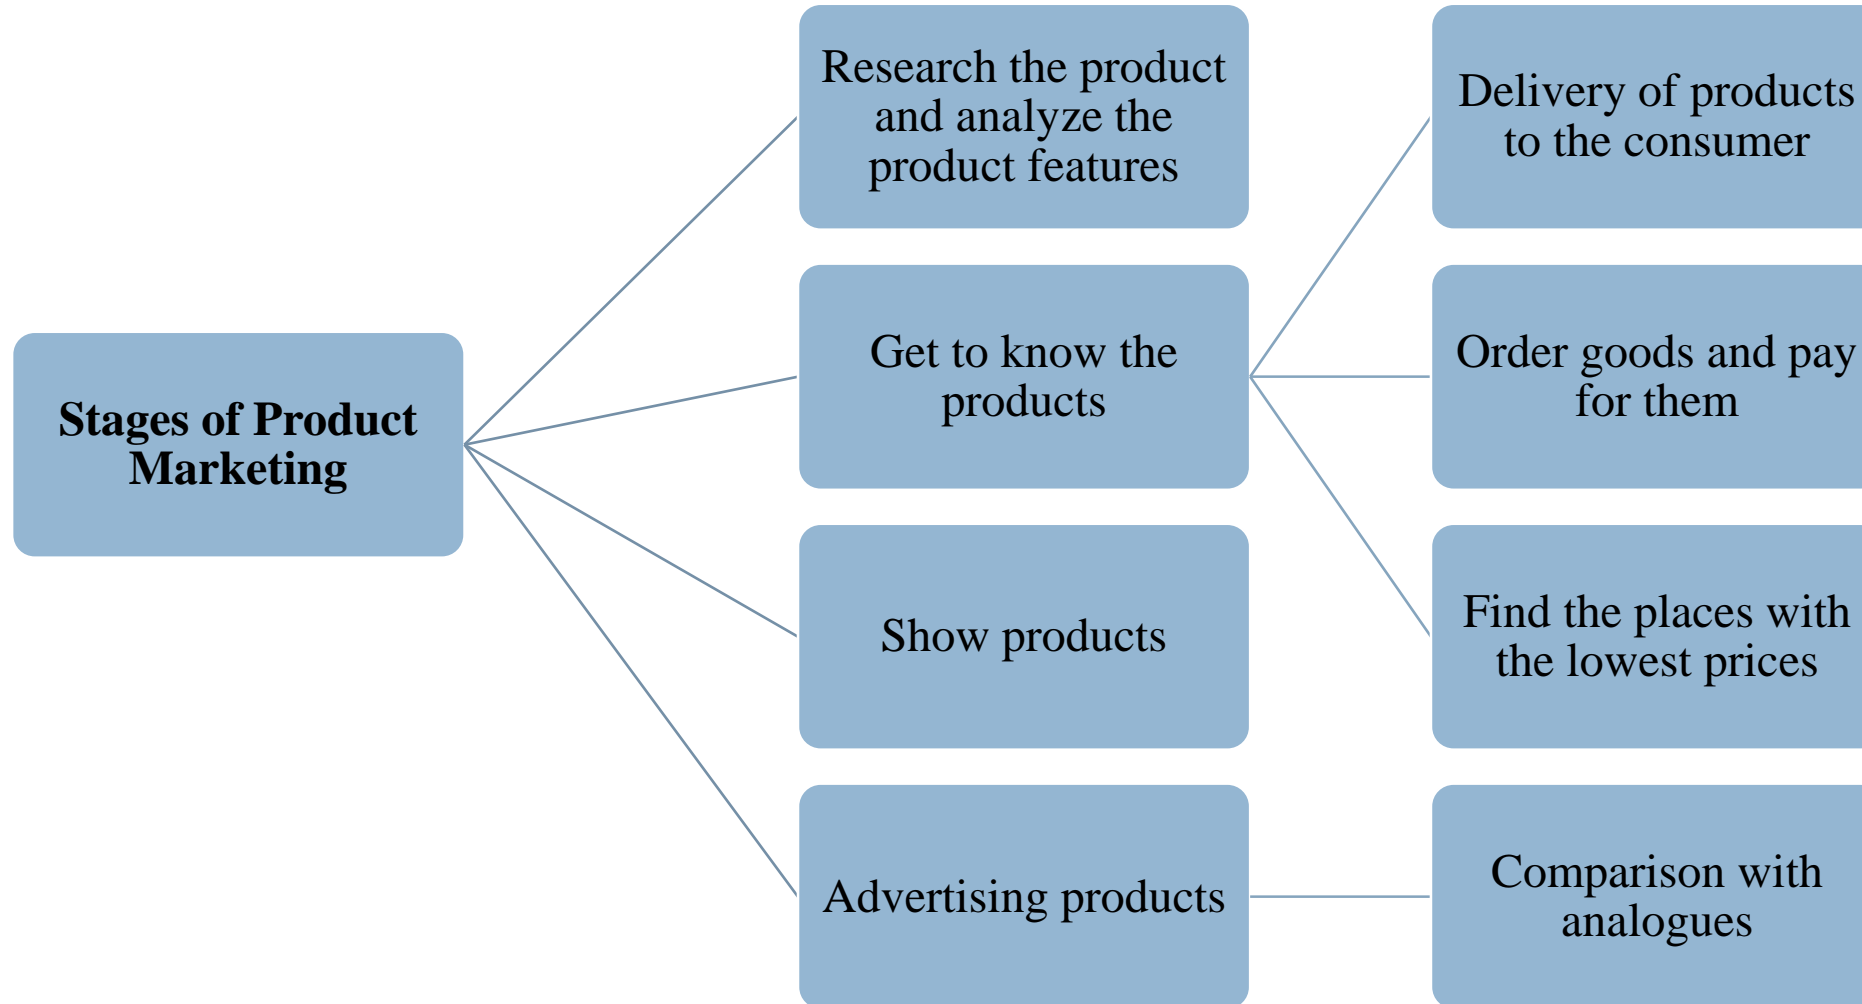 Stages of Product
Marketing
Research the product
and analyze the
product features
Get to know the
products
Show products
Advertising products
Delivery of products
to the consumer
Order goods and pay
for them
Find the places with
the lowest prices
Comparison with
analogues